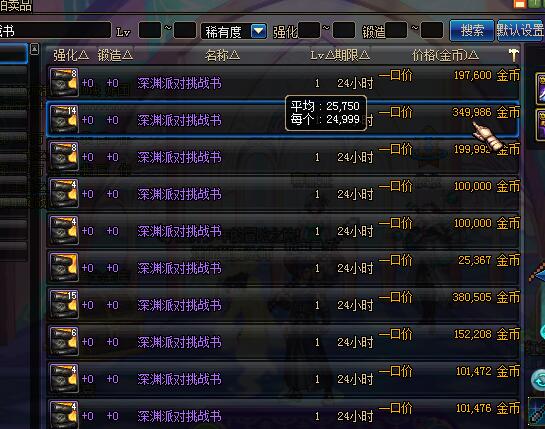 拍卖品
战书 Lv ~ 稀有度 强化 ~ 锻造 ~ 搜索 默认设置
强化△ 锻造△ 名称△ Lv△ 期限△ 价格(金币)△
8 +0 +0 深渊派对挑战书 1 24小时 一口价 197,600 金币
平均 : 25,750
每个 : 24,999
14 +0 +0 深渊派对挑战书 1 24小时 一口价 349,986 金币
8 +0 +0 深渊派对挑战书 1 24小时 一口价 199,992 金币
4 +0 +0 深渊派对挑战书 1 24小时 一口价 100,000 金币
4 +0 +0 深渊派对挑战书 1 24小时 一口价 100,000 金币
+0 +0 深渊派对挑战书 1 24小时 一口价 25,367 金币
15 +0 +0 深渊派对挑战书 1 24小时 一口价 380,505 金币
6 +0 +0 深渊派对挑战书 1 24小时 一口价 152,208 金币
4 +0 +0 深渊派对挑战书 1 24小时 一口价 101,472 金币
4 +0 +0 深渊派对挑战书 1 24小时 一口价 101,476 金币